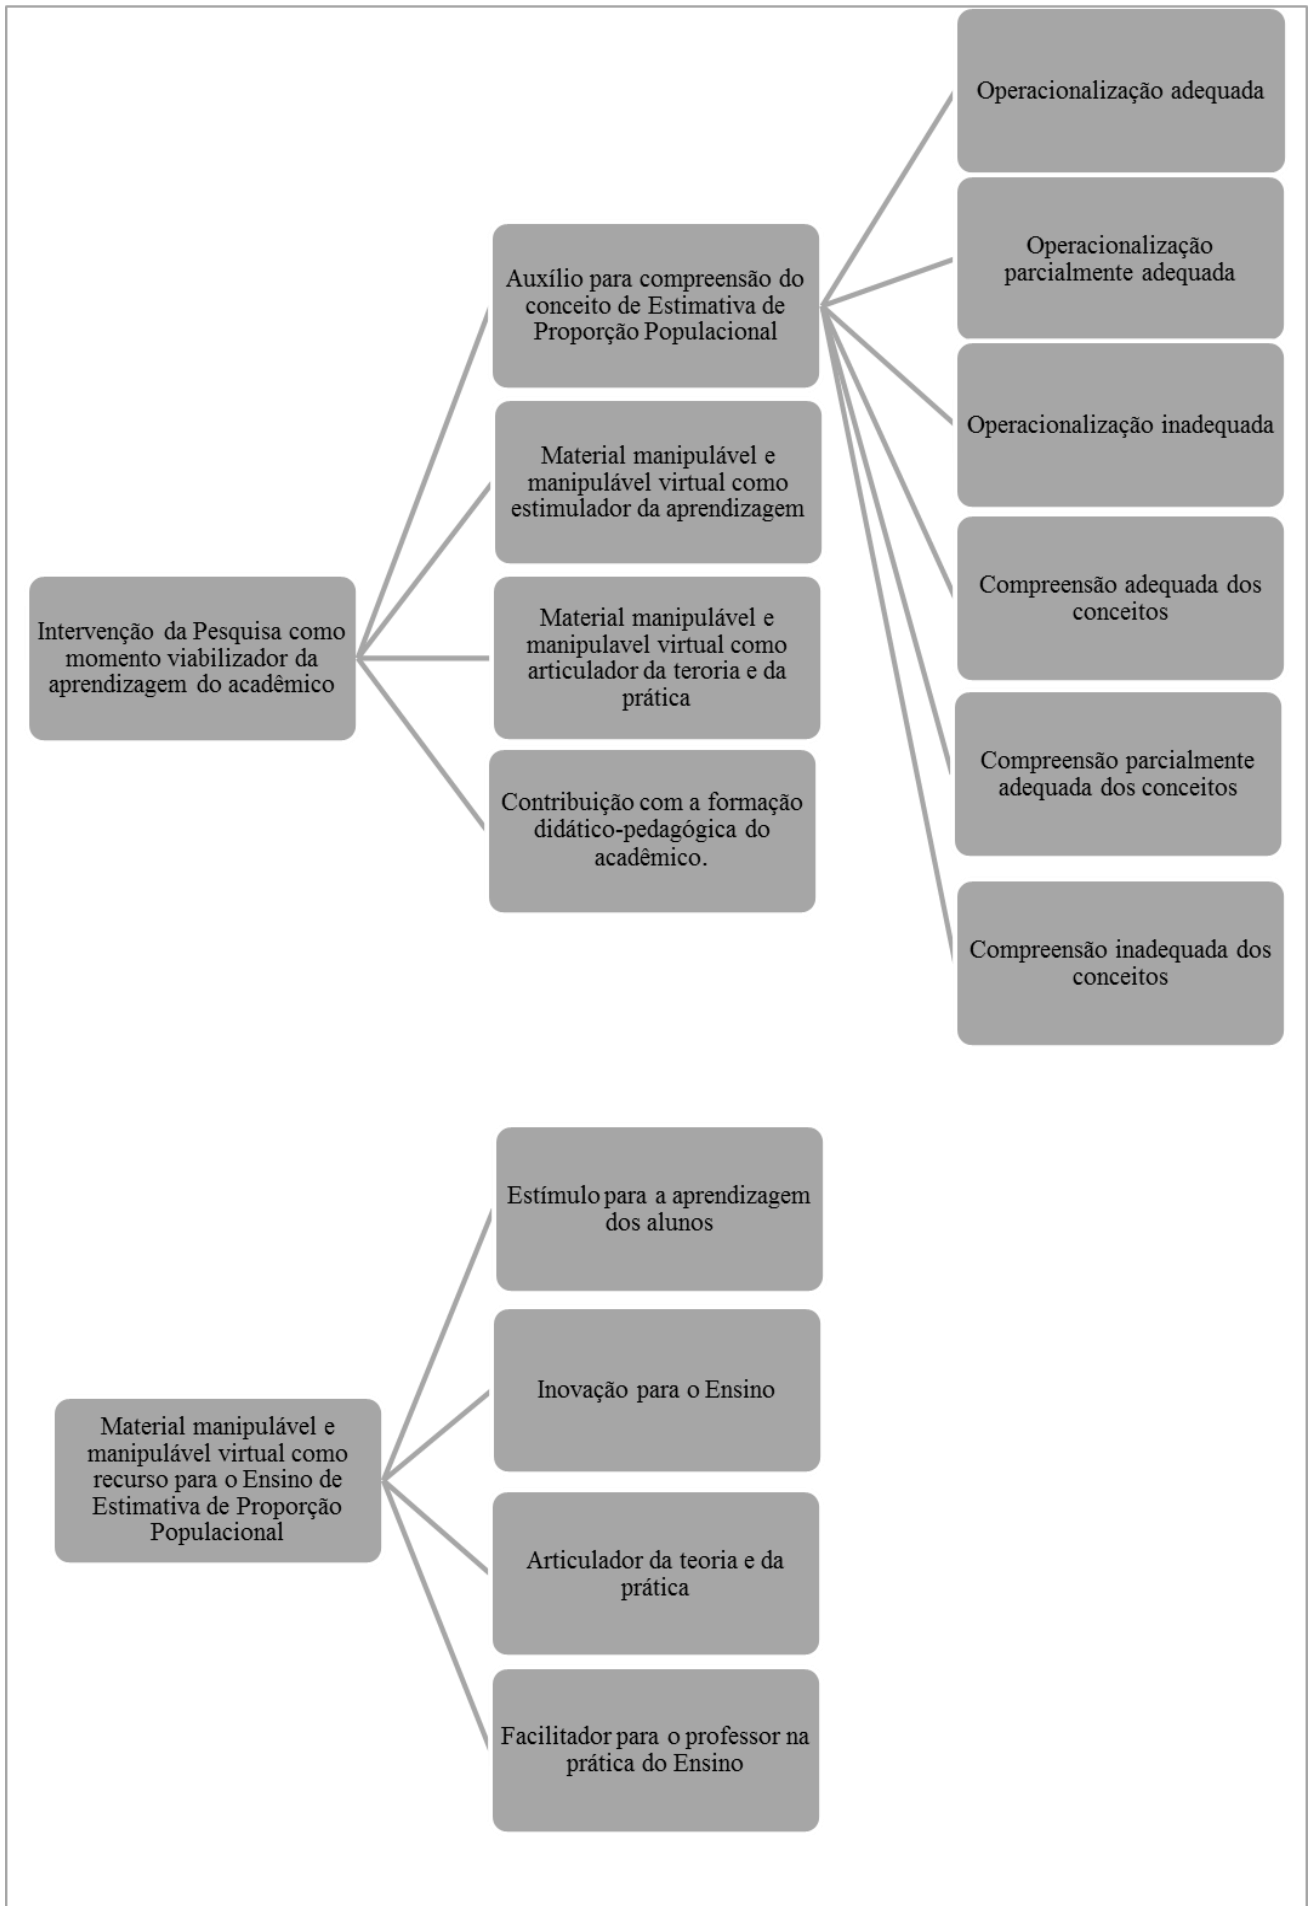 Intervenção da Pesquisa como
momento viabilizador da
aprendizagem do acadêmico
Auxílio para compreensão do
conceito de Estimativa de
Proporção Populacional
Material manipulável e
manipulável virtual como
estimulador da aprendizagem
Material manipulável e
manipulavel virtual como
articulador da teroria e da
prática
Contribuição com a formação
didático-pedagógica do
acadêmico.
Operacionalização adequada
Operacionalização
parcialmente adequada
Operacionalização inadequada
Compreensão adequada dos
conceitos
Compreensão parcialmente
adequada dos conceitos
Compreensão inadequada dos
conceitos
Material manipulável e
manipulável virtual como
recurso para o Ensino de
Estimativa de Proporção
Populacional
Estímulo para a aprendizagem
dos alunos
Inovação para o Ensino
Articulador da teoria e da
prática
Facilitador para o professor na
prática do Ensino